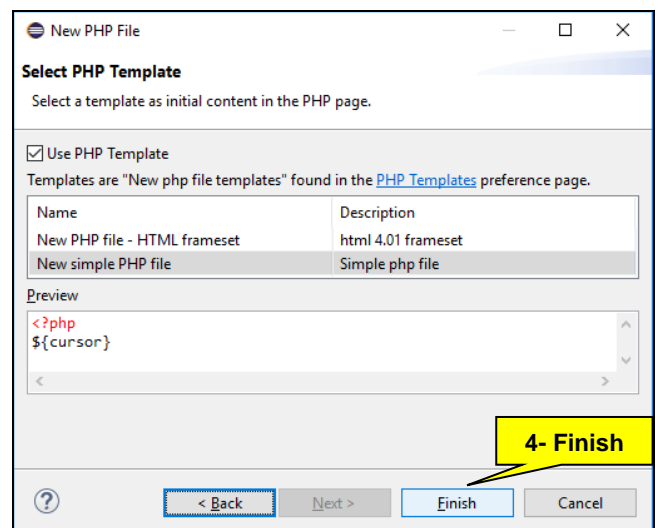 New PHP File
Select PHP Template
Select a template as initial content in the PHP page.
Use PHP Template
Templates are "New php file templates" found in the PHP Templates preference page.
Name Description
New PHP file - HTML frameset html 4.01 frameset
New simple PHP file Simple php file
Preview
<?php
${cursor}
4- Finish
? < Back Next > Finish Cancel